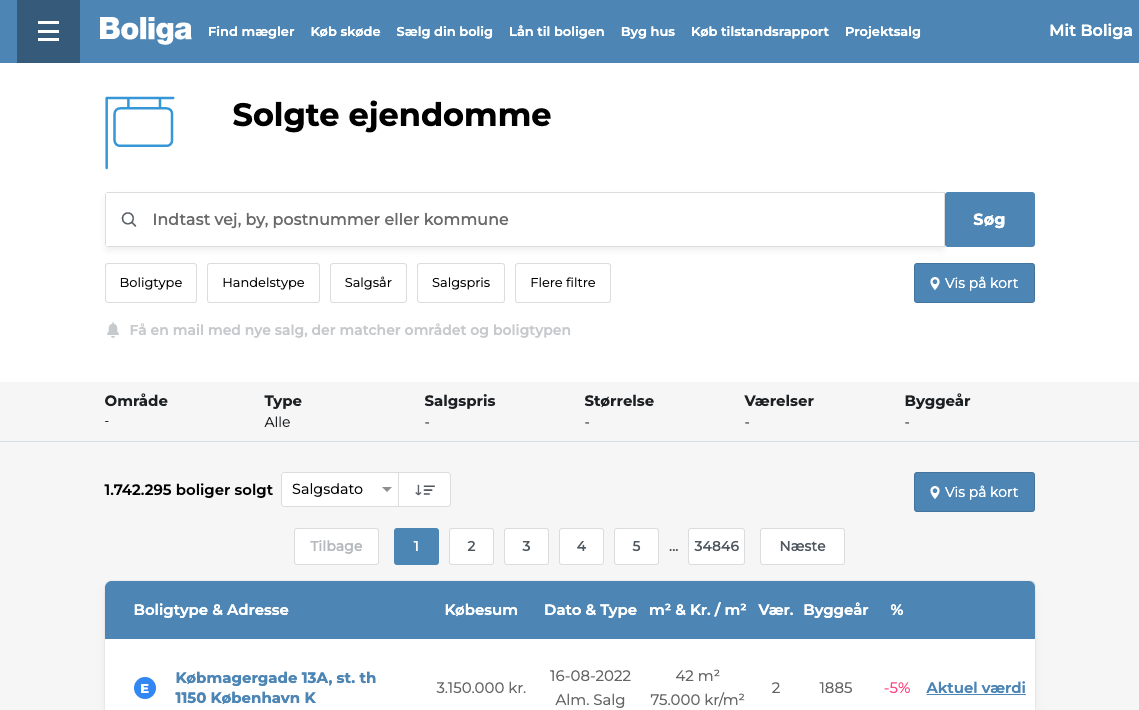 Boliga Find mægler Køb skøde Sælg din bolig Lån til boligen Byg hus Køb tilstandsrapport Projektsalg Mit Boliga
Solgte ejendomme
Indtast vej, by, postnummer eller kommune Søg
Boligtype Handelstype Salgsår Salgspris Flere filtre Vis på kort
Få en mail med nye salg, der matcher området og boligtypen
Område Type Salgspris Størrelse Værelser Byggeår
- Alle - - - -
1.742.295 boliger solgt Salgsdato Vis på kort
Tilbage 1 2 3 4 5 ... 34846 Næste
Boligtype & Adresse Købesum Dato & Type m² & Kr. / m² Vær. Byggeår %
E Købmagergade 13A, st. th 3.150.000 kr. 16-08-2022 42 m² 2 1885 -5% Aktuel værdi
1150 København K Alm. Salg 75.000 kr/m²